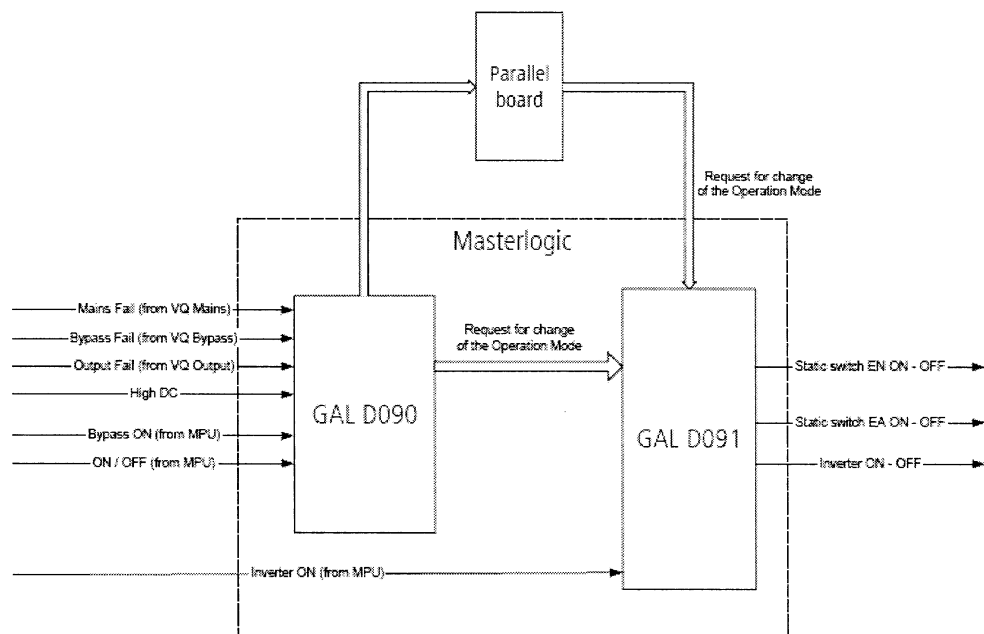 Parallel
board
Request for change
of the Operation Mode
Masterlogic
Mains Fail (from VQ Mains)
Bypass Fail (from VQ Bypass)
Output Fail (from VQ Output)
High DC
Bypass ON (from MPU)
ON / OFF (from MPU)
GAL D090
Request for change
of the Operation Mode
GAL D091
Static switch EN ON - OFF
Static switch EA ON - OFF
Inverter ON - OFF
Inverter ON (from MPU)